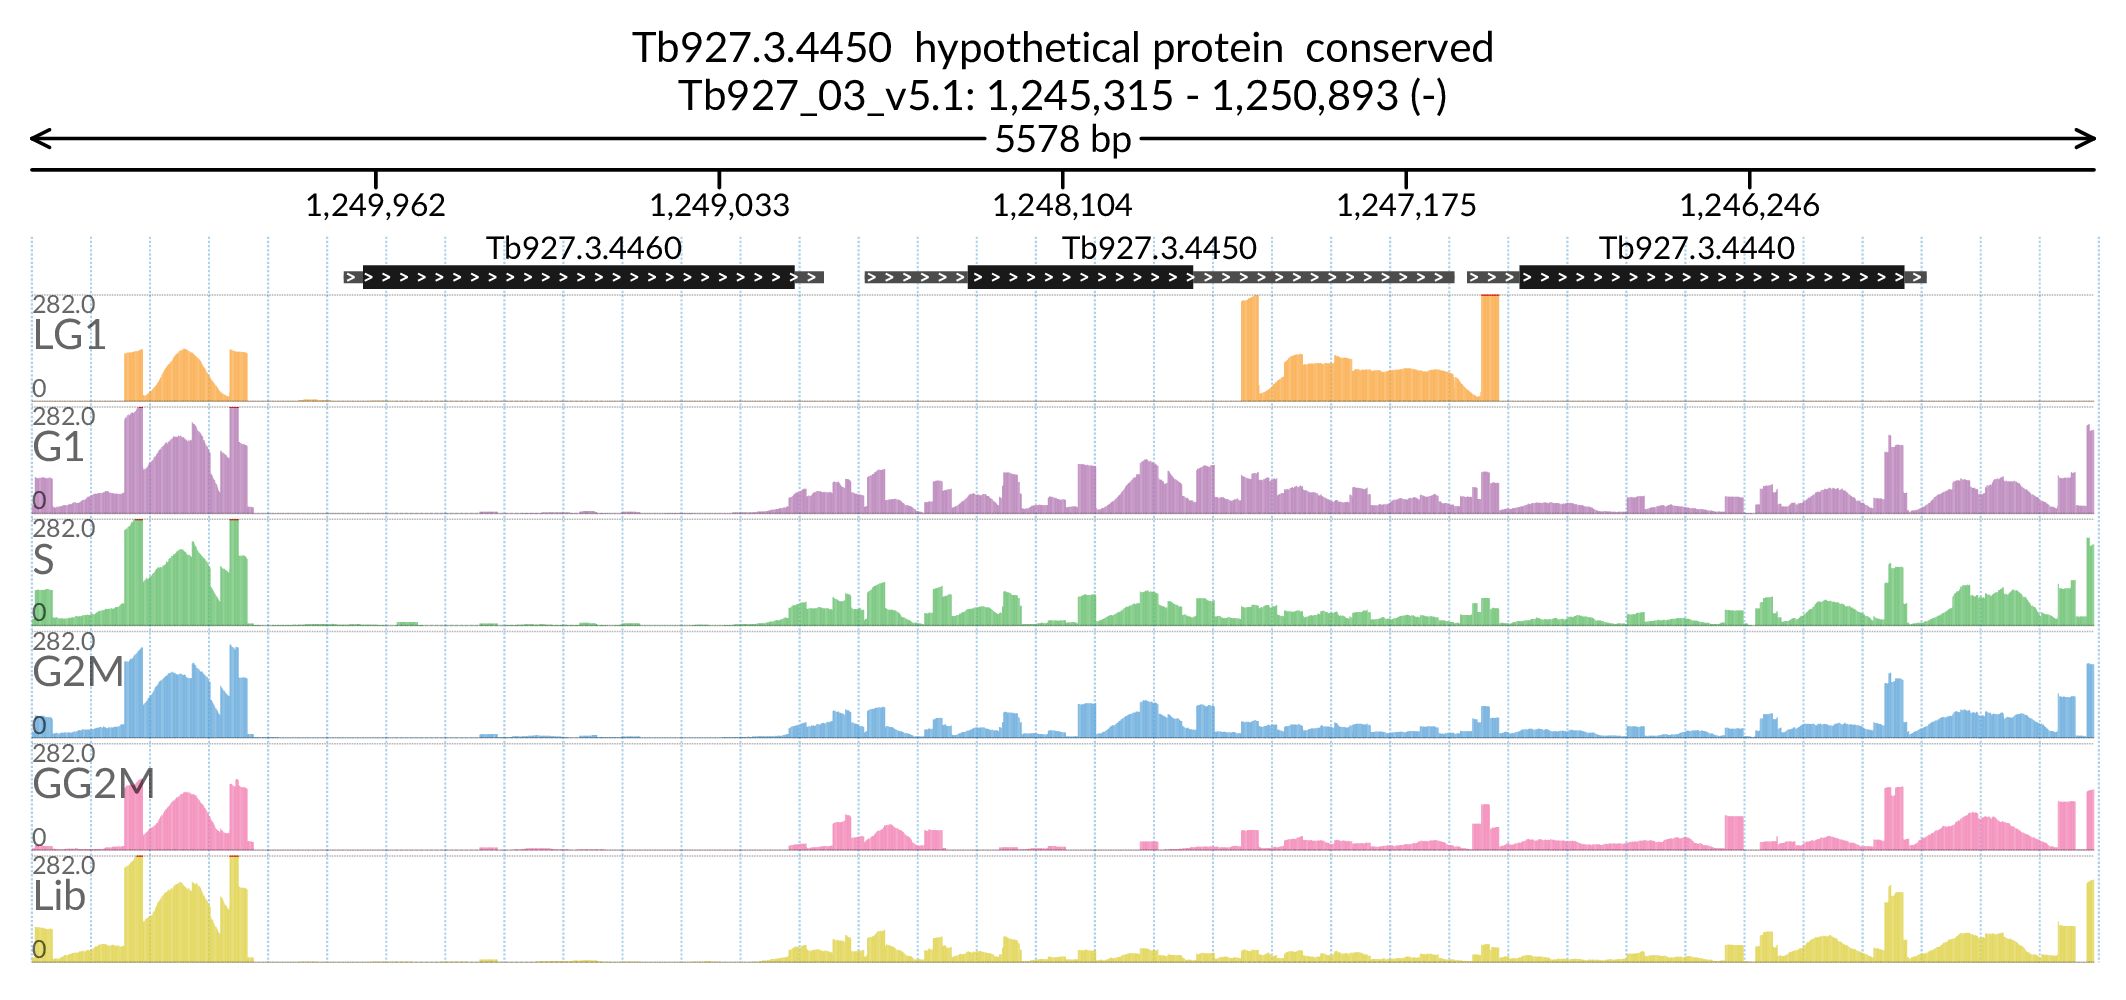 Tb927.3.4450  hypothetical protein  conserved
Tb927_03_v5.1: 1,245,315 - 1,250,893 (-)
5578 bp
1,249,962 1,249,033 1,248,104 1,247,175 1,246,246
Tb927.3.4460 Tb927.3.4450 Tb927.3.4440
282.0
LG1
0
282.0
G1
0
282.0
S
0
282.0
G2M
0
282.0
GG2M
0
282.0
Lib
0